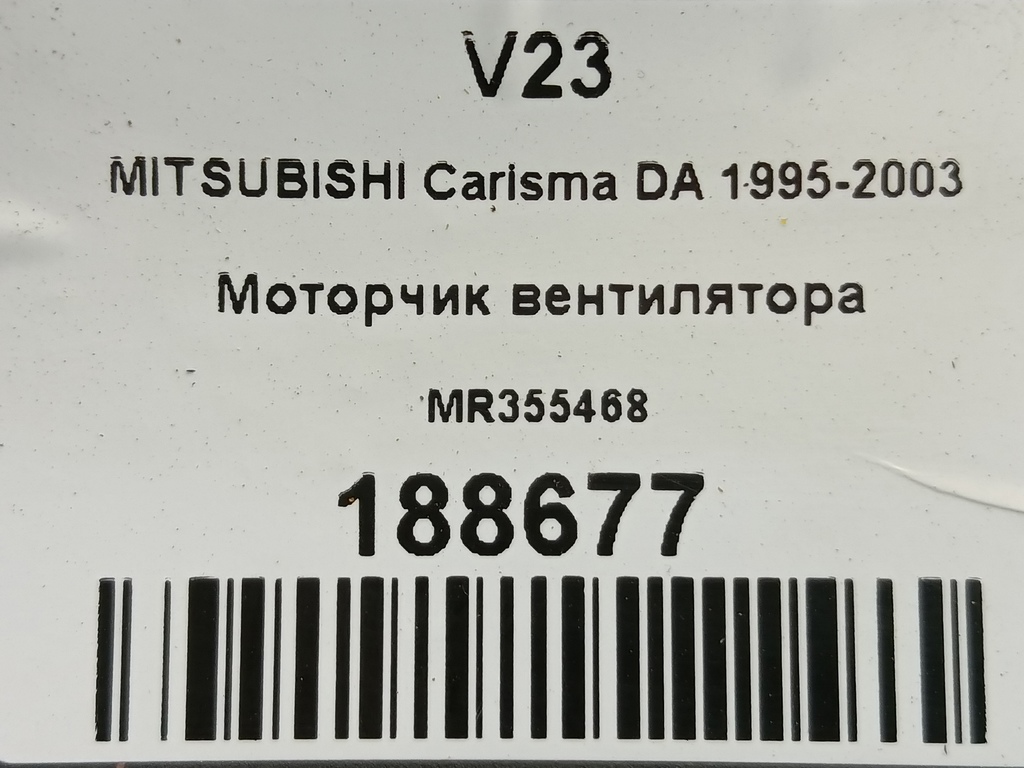 V23
MITSUBISHI Carisma DA 1995-2003
Моторчик вентилятора
MR355468
188677